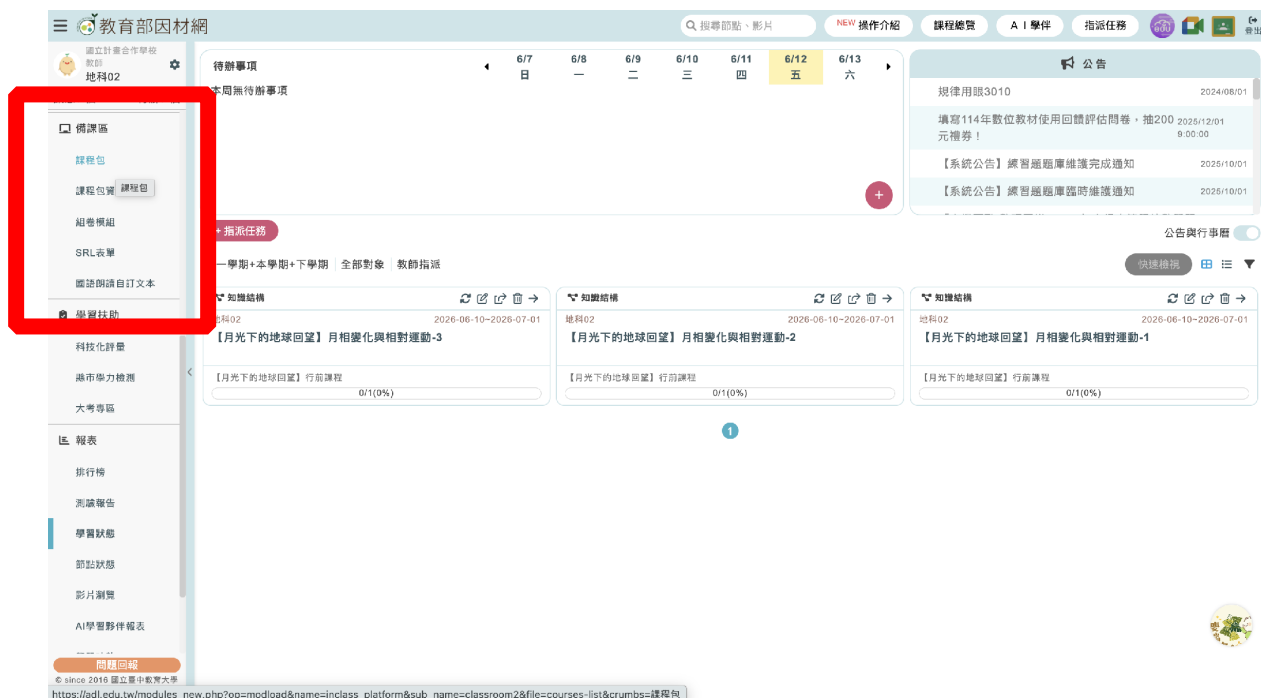 教育部因材網
搜尋節點、影片
NEW 操作介紹
課程總覽
AI學伴
指派任務
登出
國立計畫合作學校
教師
地科02
備課區
課程包
課程包
組卷模組
SRL表單
國語朗讀自訂文本
學習扶助
科技化評量
縣市學力檢測
大考專區
報表
排行榜
測驗報告
學習狀態
節點狀態
影片瀏覽
AI學習夥伴報表
問題回報
© since 2016 國立臺中教育大學
待辦事項
6/7 6/8 6/9 6/10 6/11 6/12 6/13
日 一 二 三 四 五 六
本周無待辦事項
+
公告
規律用眼3010 2024/08/01
填寫114年數位教材使用回饋評估問卷，抽200 2025/12/01
元禮券！ 9:00:00
【系統公告】練習題題庫維護完成通知 2025/10/01
【系統公告】練習題題庫臨時維護通知 2025/10/01
+ 指派任務
公告與行事曆
一學期+本學期+下學期 全部對象 教師指派
快速檢視
知識結構
地科02 2026-06-10~2026-07-01
【月光下的地球回望】月相變化與相對運動-3
【月光下的地球回望】行前課程
0/1(0%)
知識結構
地科02 2026-06-10~2026-07-01
【月光下的地球回望】月相變化與相對運動-2
【月光下的地球回望】行前課程
0/1(0%)
知識結構
地科02 2026-06-10~2026-07-01
【月光下的地球回望】月相變化與相對運動-1
【月光下的地球回望】行前課程
0/1(0%)
1
https://adl.edu.tw/modules_new.php?op=modload&name=inclass_platform&sub_name=classroom2&file=courses-list&crumbs=課程包